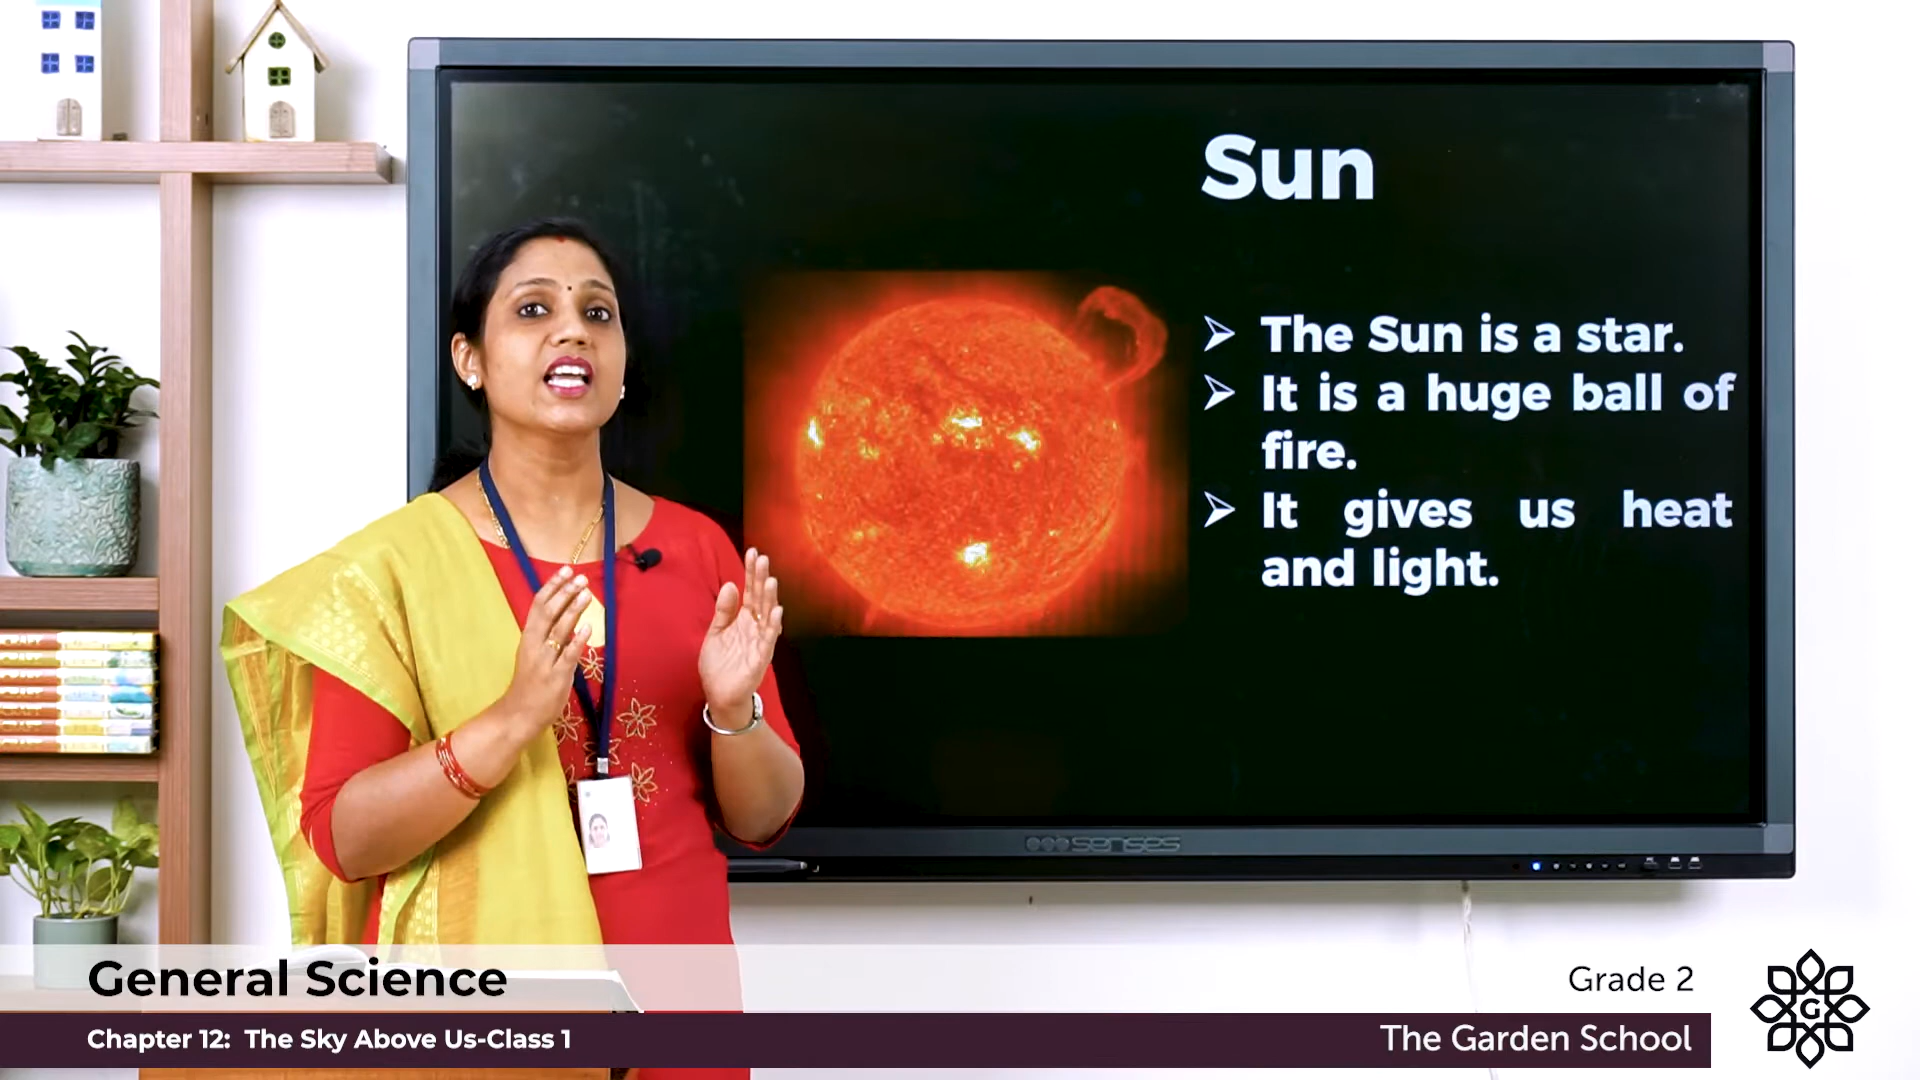 Sun
➢ The Sun is a star.
➢ It is a huge ball of
fire.
➢ It gives us heat
and light.
senses
General Science
Grade 2
Chapter 12: The Sky Above Us-Class 1
The Garden School
G